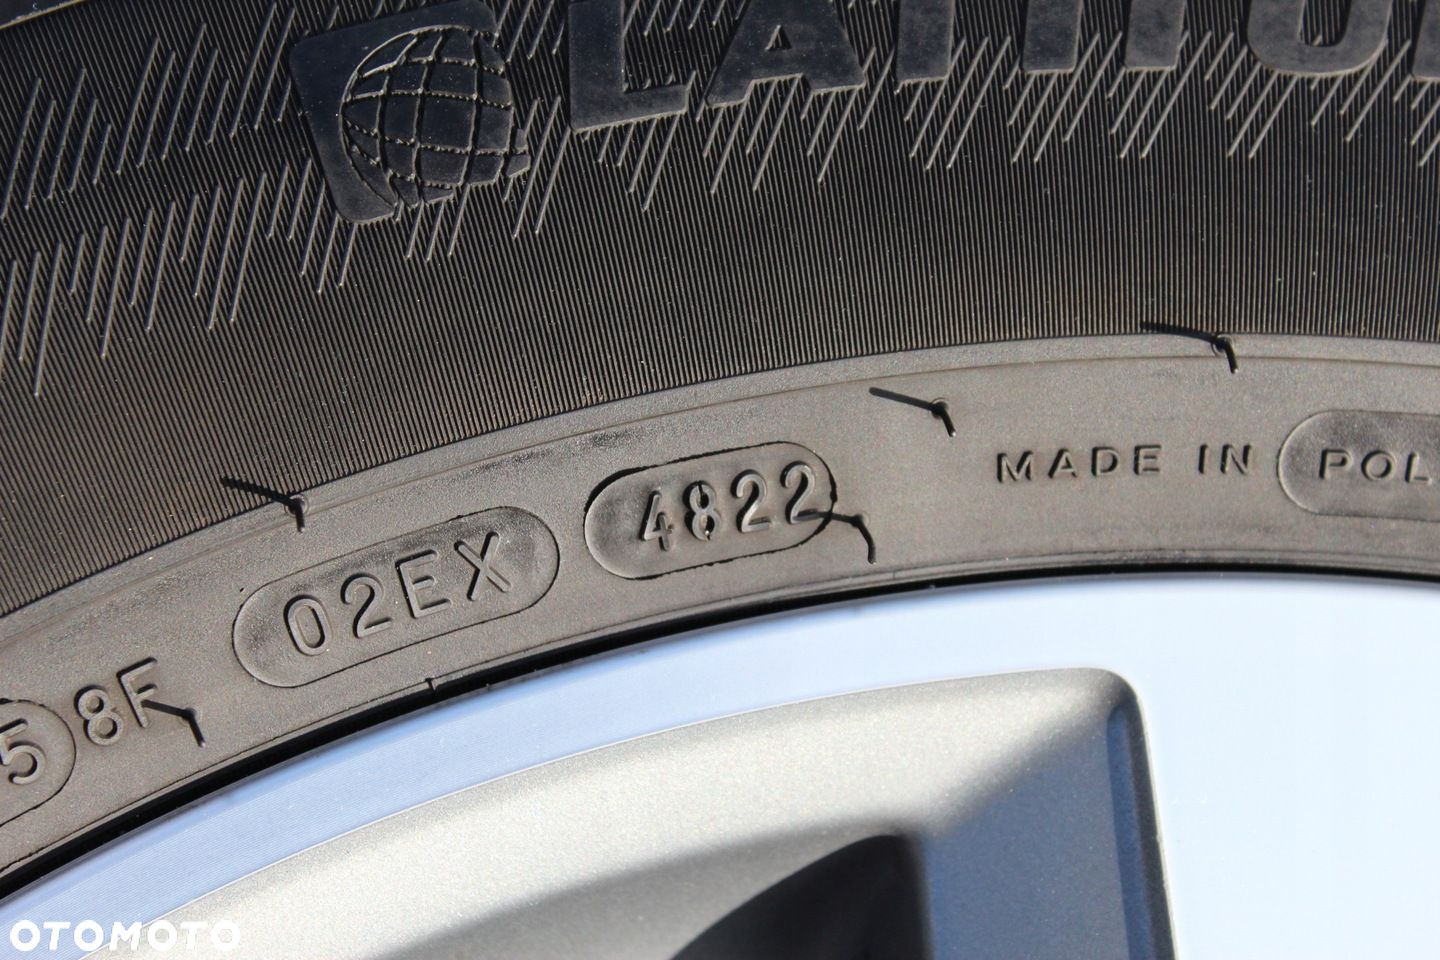 LATITU
5 8F 02EX 4822 MADE IN POL
OTOMOTO